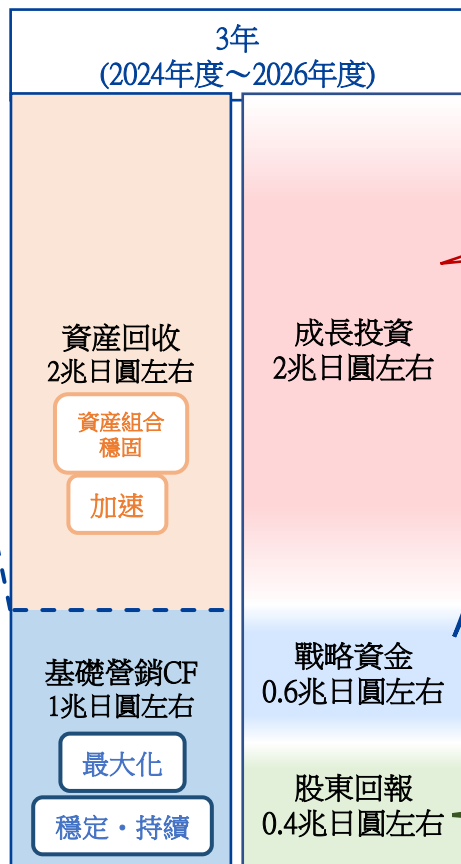 3年
(2024年度～2026年度)
資産回收
2兆日圓左右
資産組合
穩固
加速
基礎營銷CF
1兆日圓左右
最大化
穩定・持續
成長投資
2兆日圓左右
戰略資金
0.6兆日圓左右
股東回報
0.4兆日圓左右